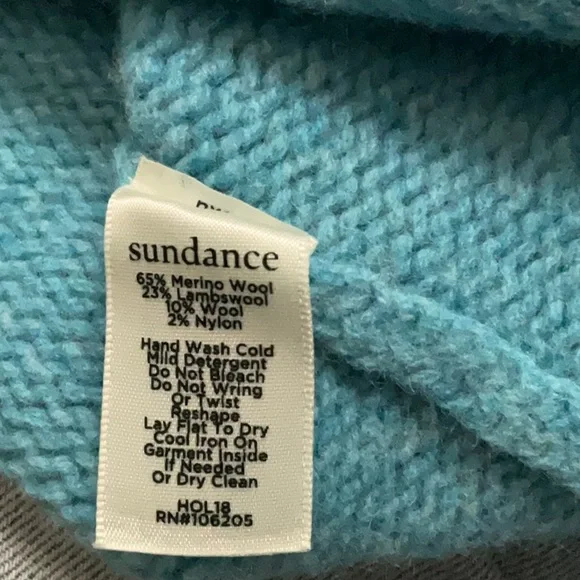 sundance
65% Merino Wool
23% Lambswool
10% Wool
2% Nylon
Hand Wash Cold
Mild Detergent
Do Not Bleach
Do Not Wring
Or Twist
Reshape
Lay Flat To Dry
Cool Iron On
Garment Inside
If Needed
Or Dry Clean
HOL18
RN#106205